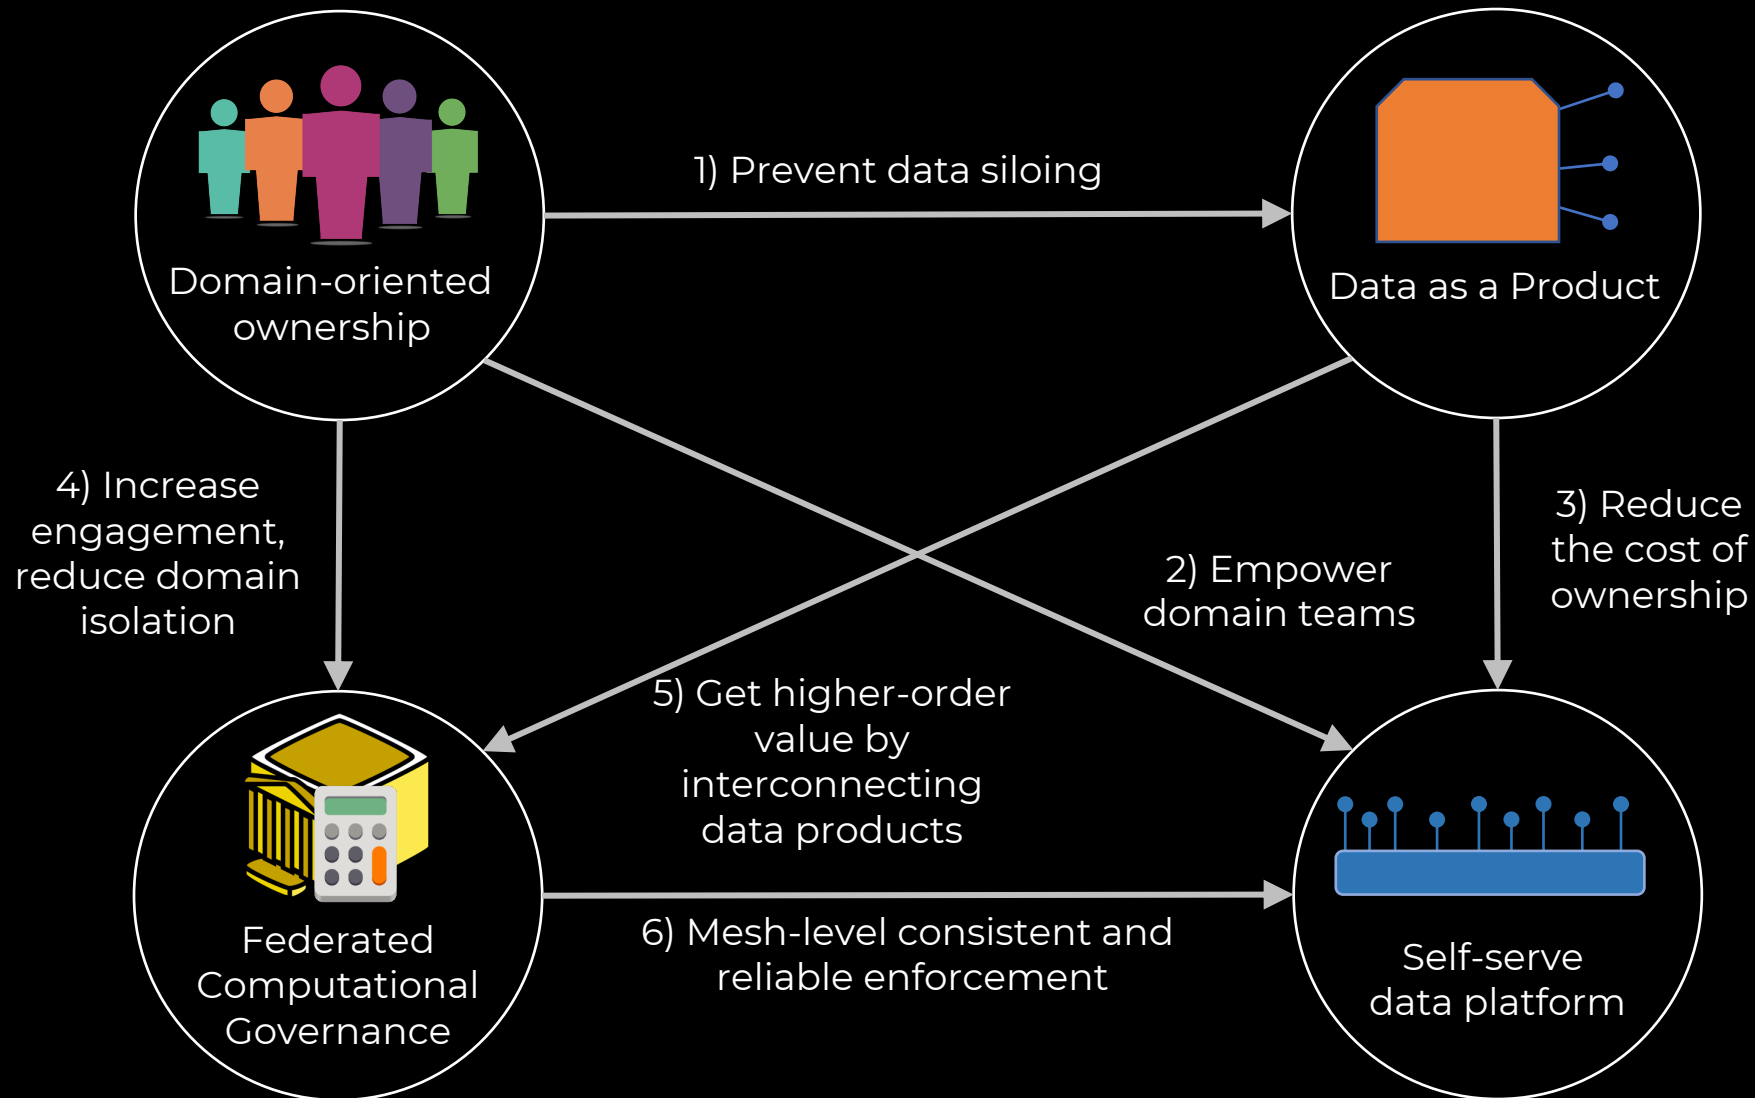 Domain-oriented
ownership
1) Prevent data siloing
Data as a Product
4) Increase
engagement,
reduce domain
isolation
2) Empower
domain teams
3) Reduce
the cost of
ownership
5) Get higher-order
value by
interconnecting
data products
Federated
Computational
Governance
6) Mesh-level consistent and
reliable enforcement
Self-serve
data platform